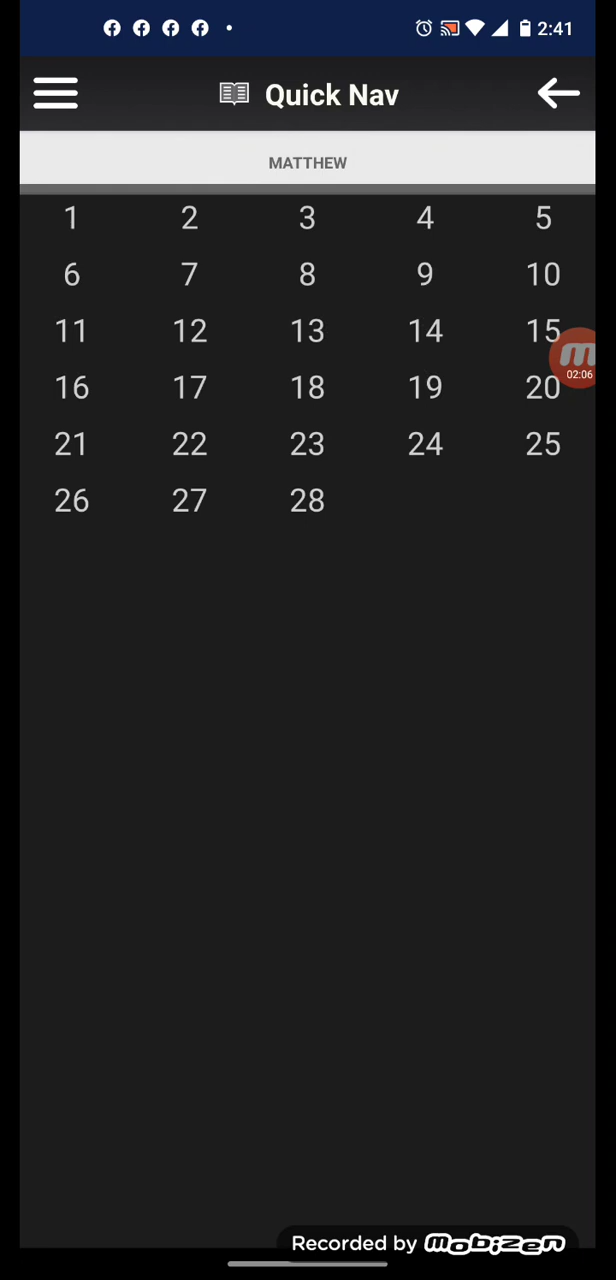 2:41
Quick Nav
MATTHEW
1 2 3 4 5
6 7 8 9 10
11 12 13 14 15
16 17 18 19 20
02:06
21 22 23 24 25
26 27 28
Recorded by mobizen